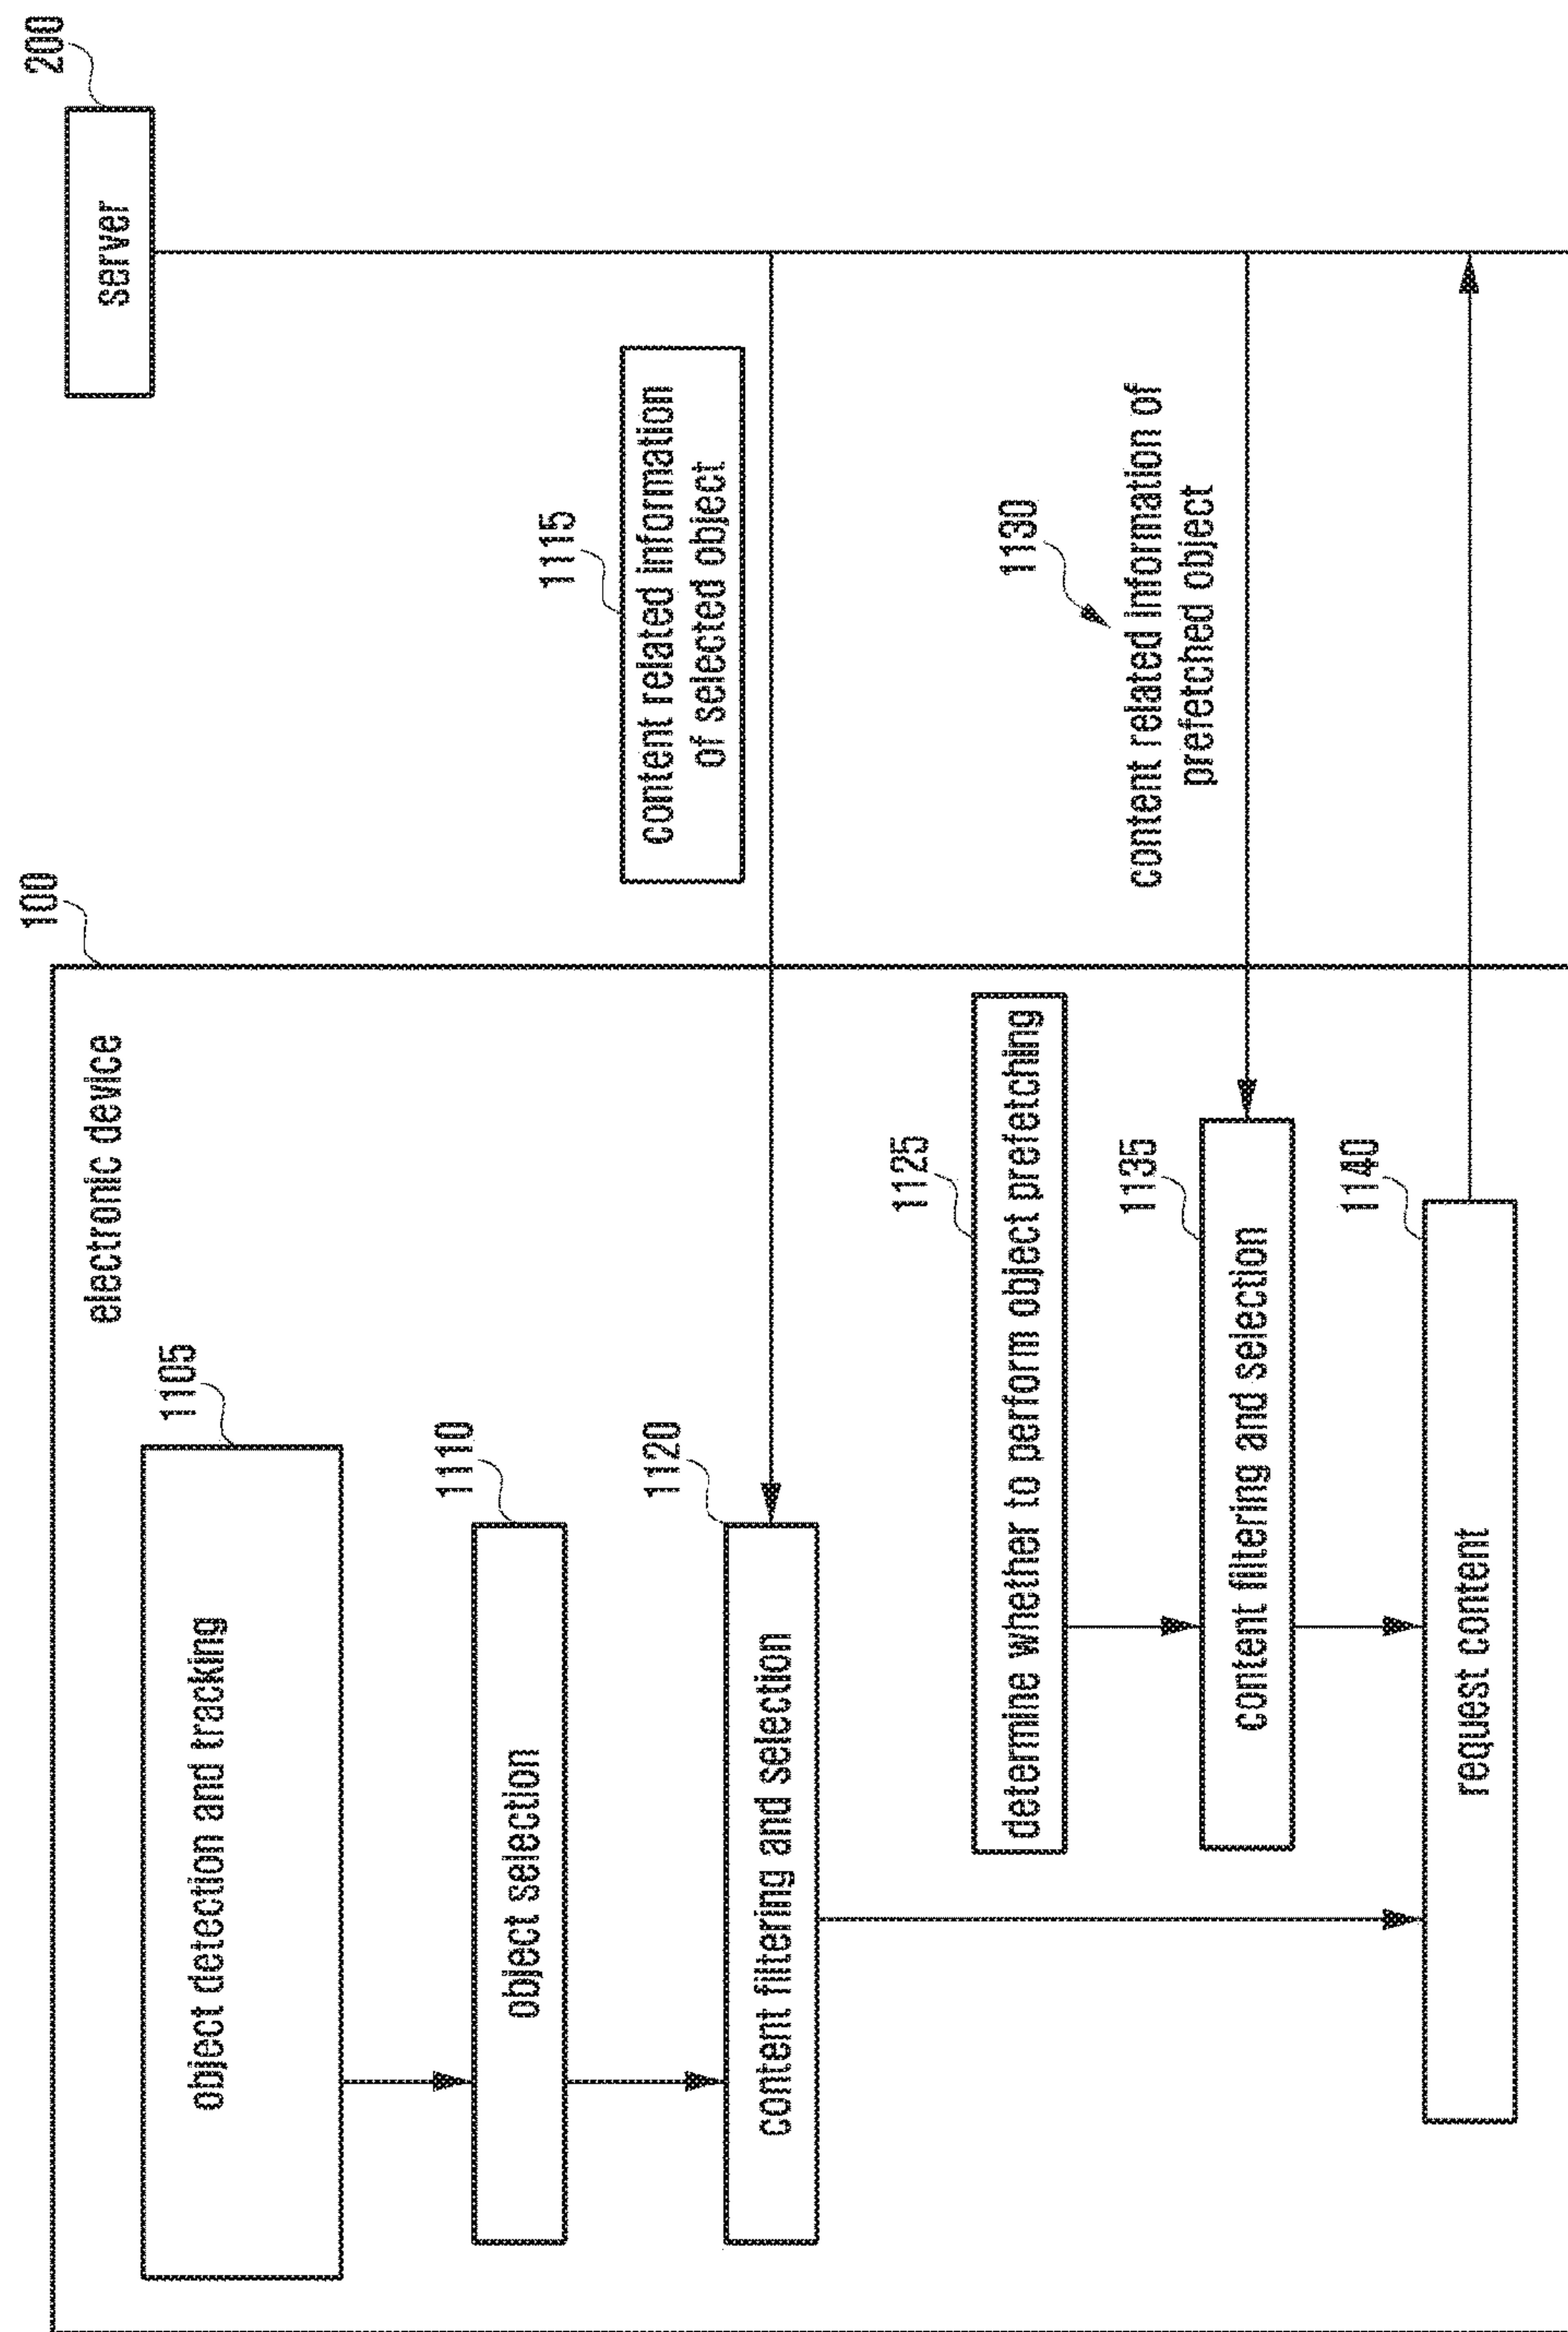 100
200
electronic device
server
1105
object detection and tracking
1110
object selection
1115
content related information
of selected object
1120
content filtering and selection
1125
determine whether to perform object prefetching
1130
content related information of
prefetched object
1135
content filtering and selection
1140
request content